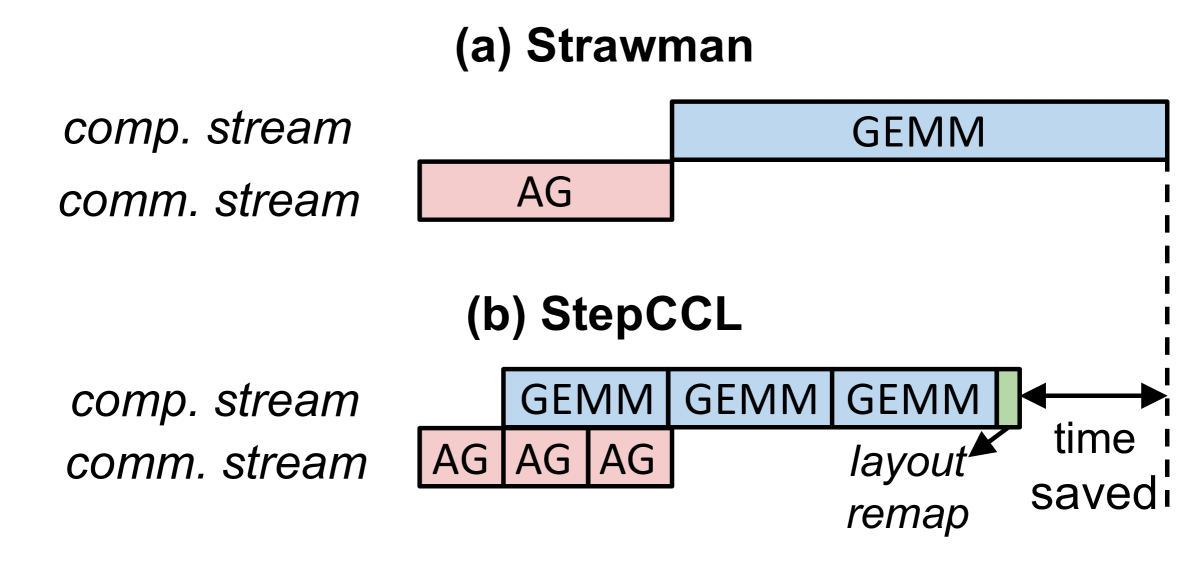 (a) Strawman
comp. stream
GEMM
comm. stream
AG
(b) StepCCL
comp. stream
GEMM GEMM GEMM
comm. stream
AG AG AG
layout
remap
time
saved